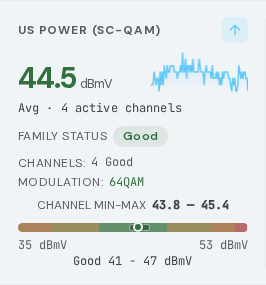 US POWER (SC-QAM)
44.5 dBmV
Avg · 4 active channels
FAMILY STATUS Good
CHANNELS: 4 Good
MODULATION: 64QAM
CHANNEL MIN-MAX 43.8 — 45.4
35 dBmV 53 dBmV
Good 41 - 47 dBmV